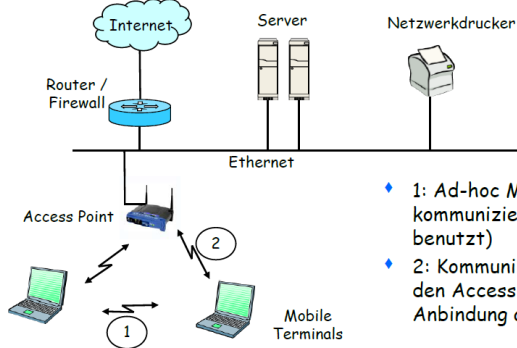 Internet
Server
Netzwerkdrucker
Router /
Firewall
Ethernet
Access Point
2
1
Mobile
Terminals
1: Ad-hoc
kommunizie
benutzt)
2: Kommuni
den Access
Anbindung